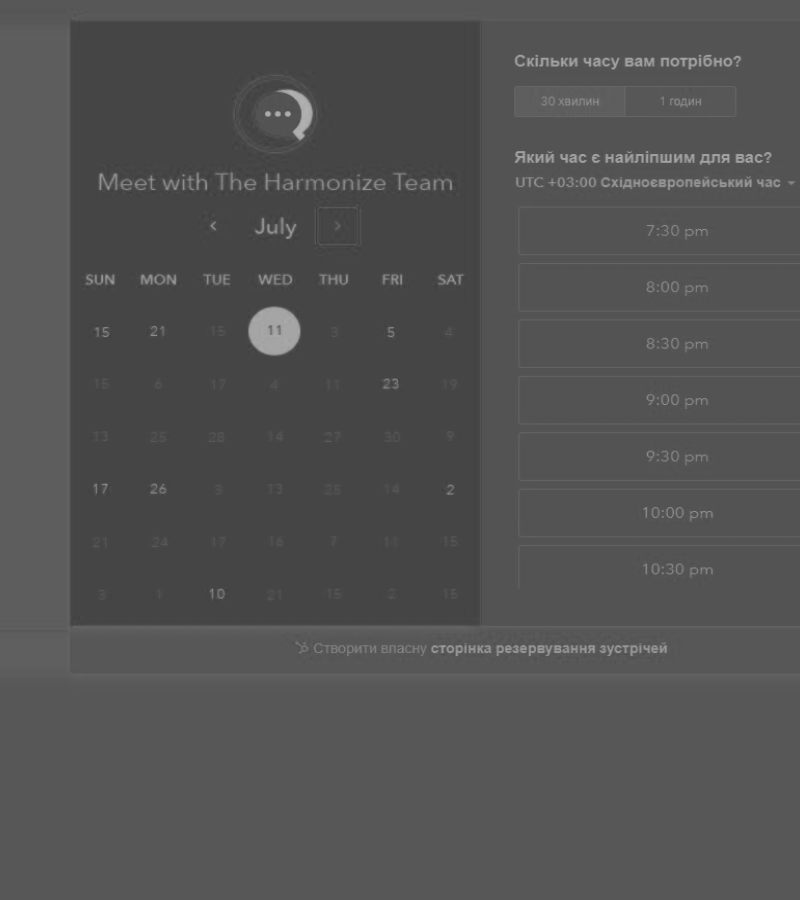 Meet with The Harmonize Team
July
SUN MON TUE WED THU FRI SAT
15 21 15 11 3 5 4
15 6 17 4 11 23 19
13 25 28 14 27 30 9
17 26 3 13 25 14 2
21 24 17 16 7 11 15
3 1 10 21 15 2 15
Скільки часу вам потрібно?
30 хвилин 1 годин
Який час є найліпшим для вас?
UTC +03:00 Східноєвропейський час
7:30 pm
8:00 pm
8:30 pm
9:00 pm
9:30 pm
10:00 pm
10:30 pm
Створити власну сторінка резервування зустрічей